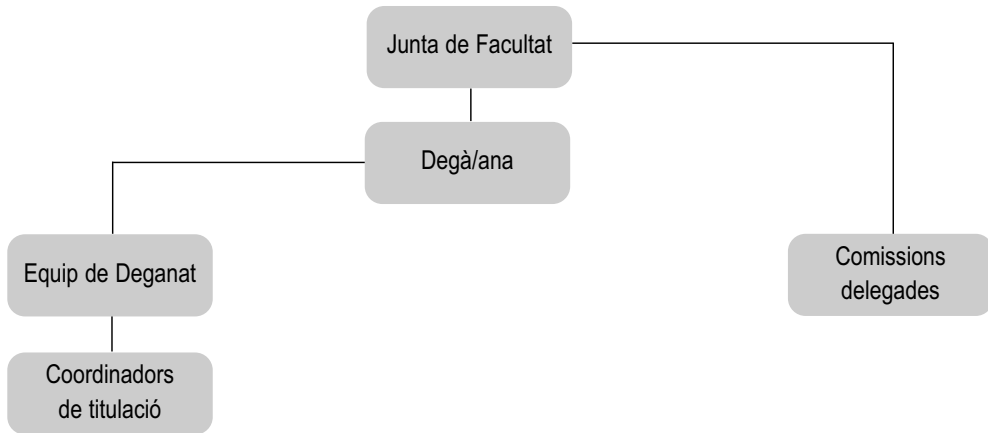 Junta de Facultat
Degà/ana
Equip de Deganat
Comissions
delegades
Coordinadors
de titulació